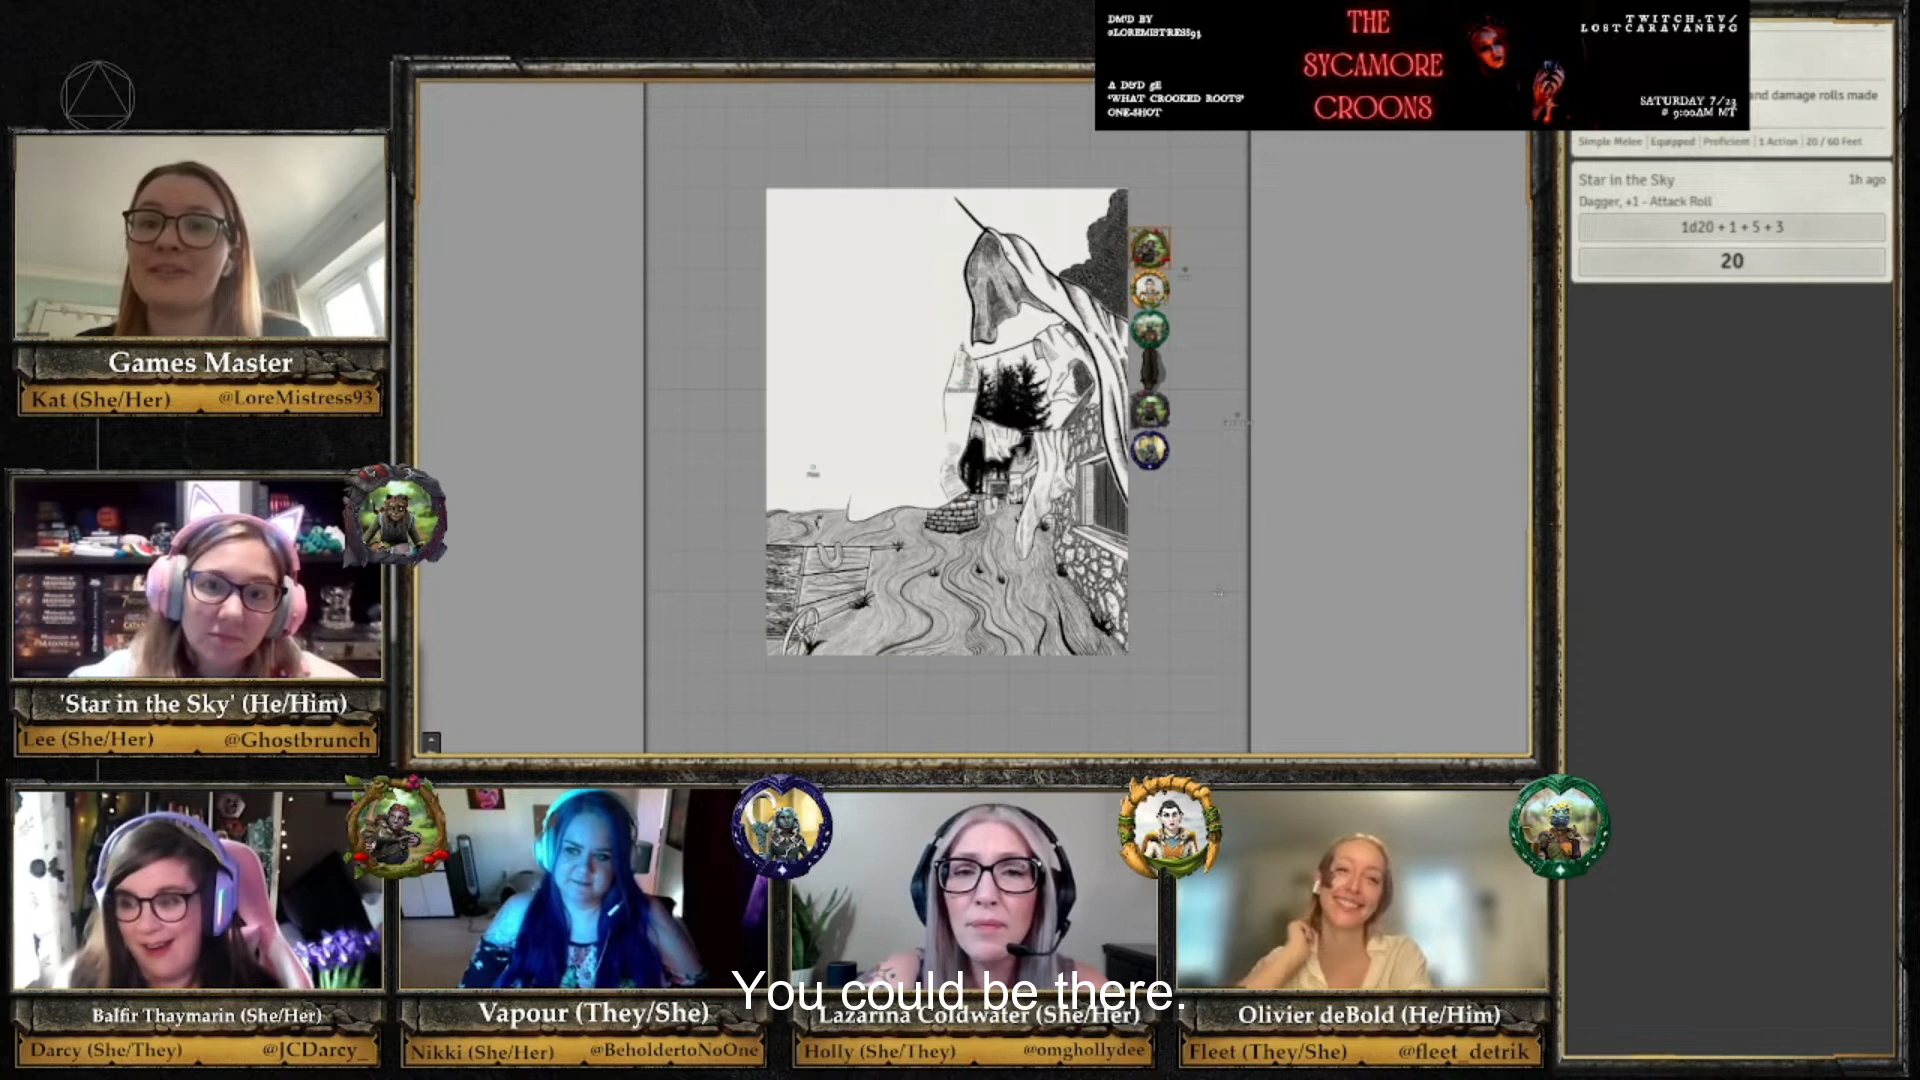 DM'D BY
@LOREMISTRESS93
A D&D 5E
'WHAT CROOKED ROOTS'
ONE-SHOT
THE
SYCAMORE
CROONS
TWITCH.TV/
LOSTCARAVANRPG
SATURDAY 7/23
@ 9:00AM MT
and damage rolls made
Simple Melee | Equipped | Proficient | 1 Action | 20 / 60 Feet
Star in the Sky 1h ago
Dagger, +1 - Attack Roll
1d20 + 1 + 5 + 3
20
Games Master
Kat (She/Her) @LoreMistress93
'Star in the Sky' (He/Him)
Lee (She/Her) @Ghostbrunch
You could be there.
Balfir Thaymarin (She/Her)
Darcy (She/They) @JCDarcy_
Vapour (They/She)
Nikki (She/Her) @BeholdertoNoOne
Lazarina Coldwater (She/Her)
Holly (She/They) @omghollydee
Olivier deBold (He/Him)
Fleet (They/She) @fleet_detrik